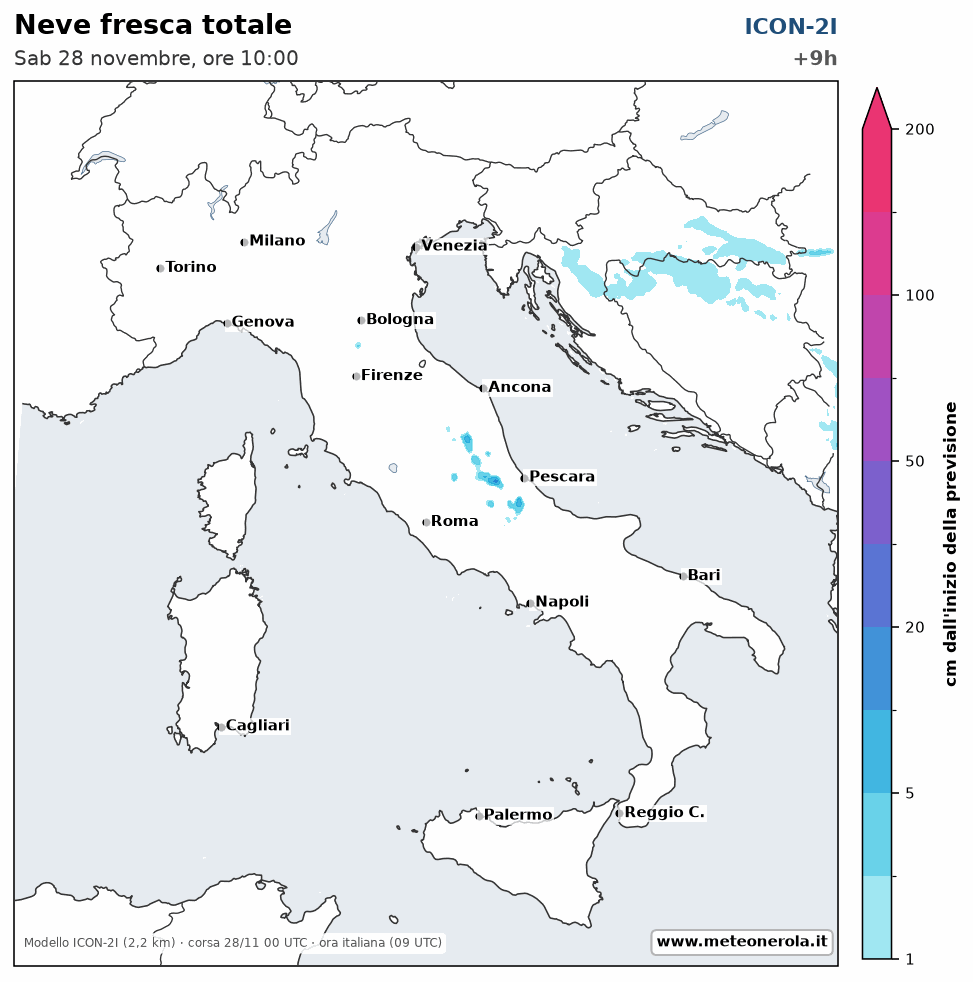 Neve fresca totale
ICON-2I
Sab 28 novembre, ore 10:00
+9h
Milano
Venezia
Torino
Genova
Bologna
Firenze
Ancona
Pescara
Roma
Bari
Napoli
Cagliari
Palermo
Reggio C.
200
100
50
20
5
1
cm dall'inizio della previsione
Modello ICON-2I (2,2 km) · corsa 28/11 00 UTC · ora italiana (09 UTC)
www.meteonerola.it